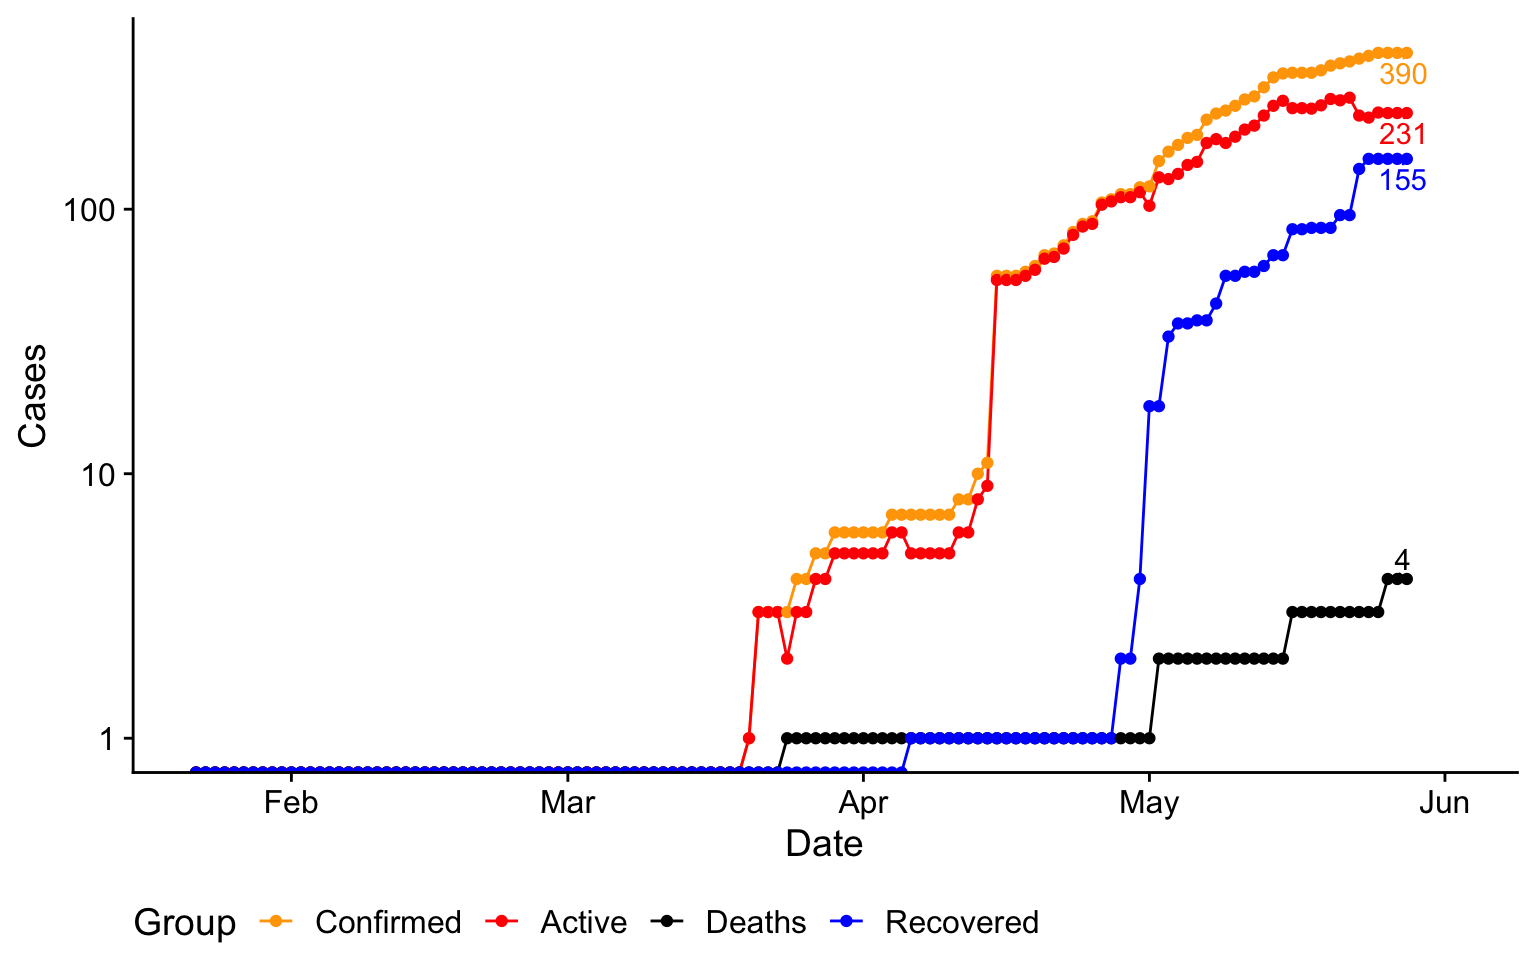 390
231
155
100
Cases
10
4
1
Feb Mar Apr May Jun
Date
Group Confirmed Active Deaths Recovered